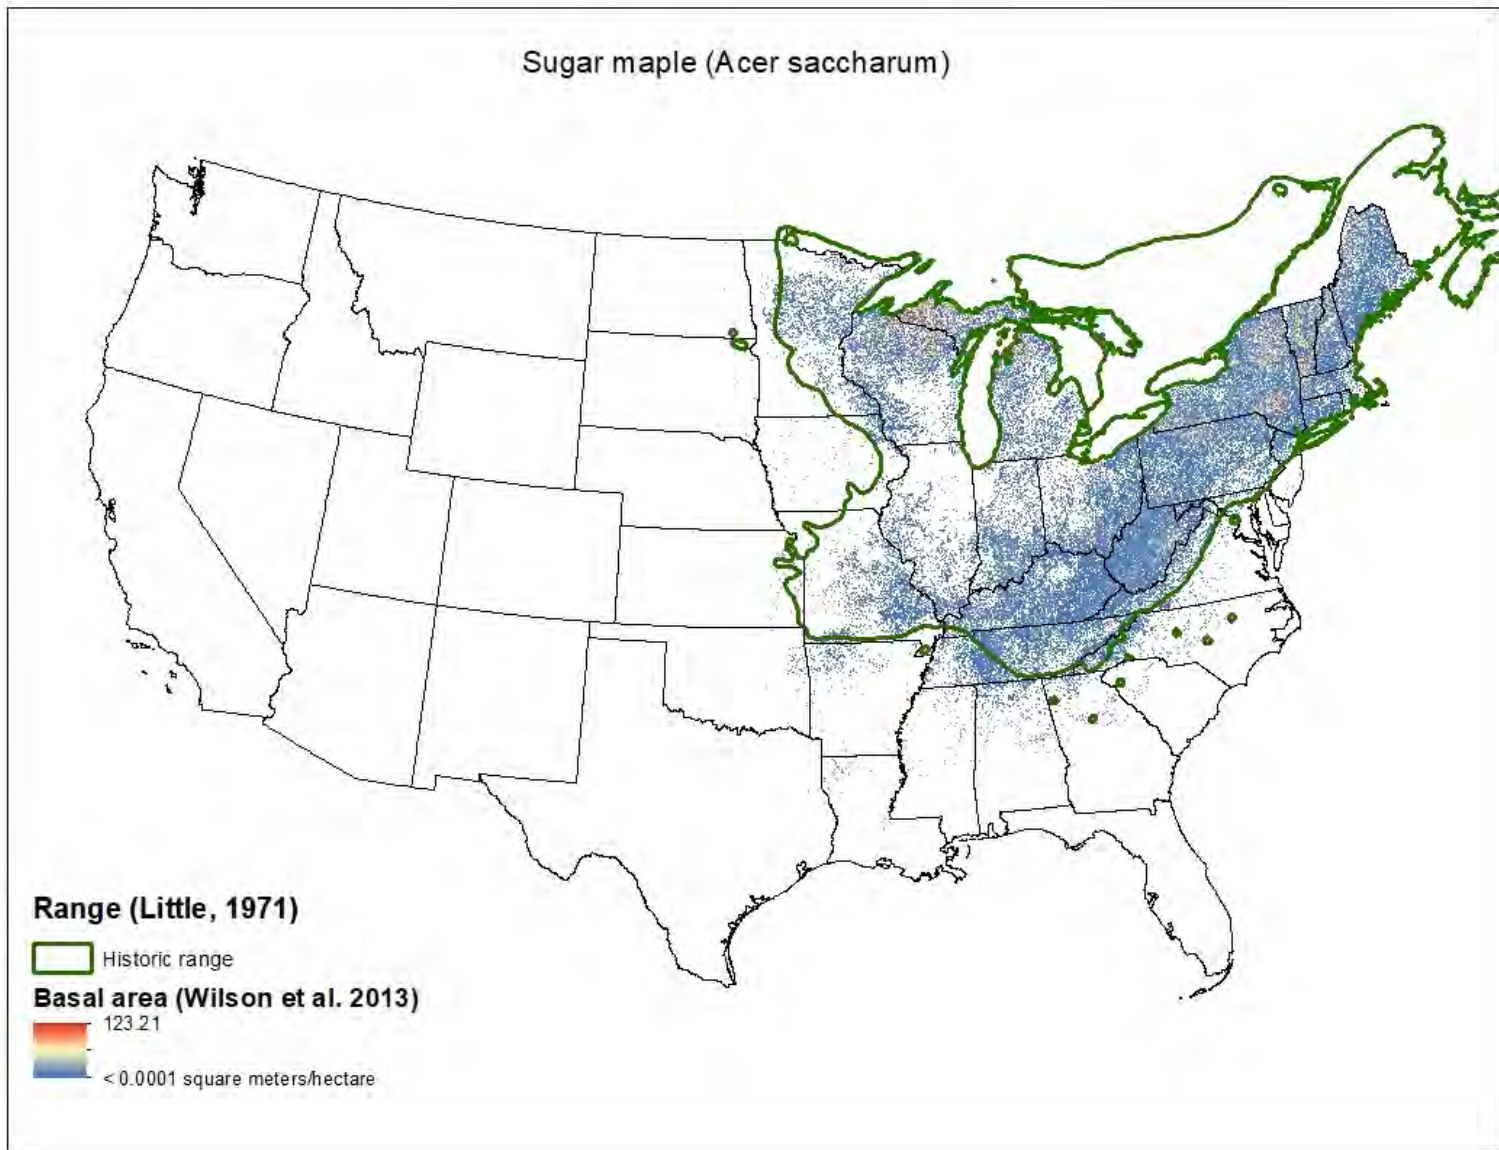 Sugar maple (Acer saccharum)
Range (Little, 1971)
Historic range
Basal area (Wilson et al. 2013)
123.21
< 0.0001 square meters/hectare